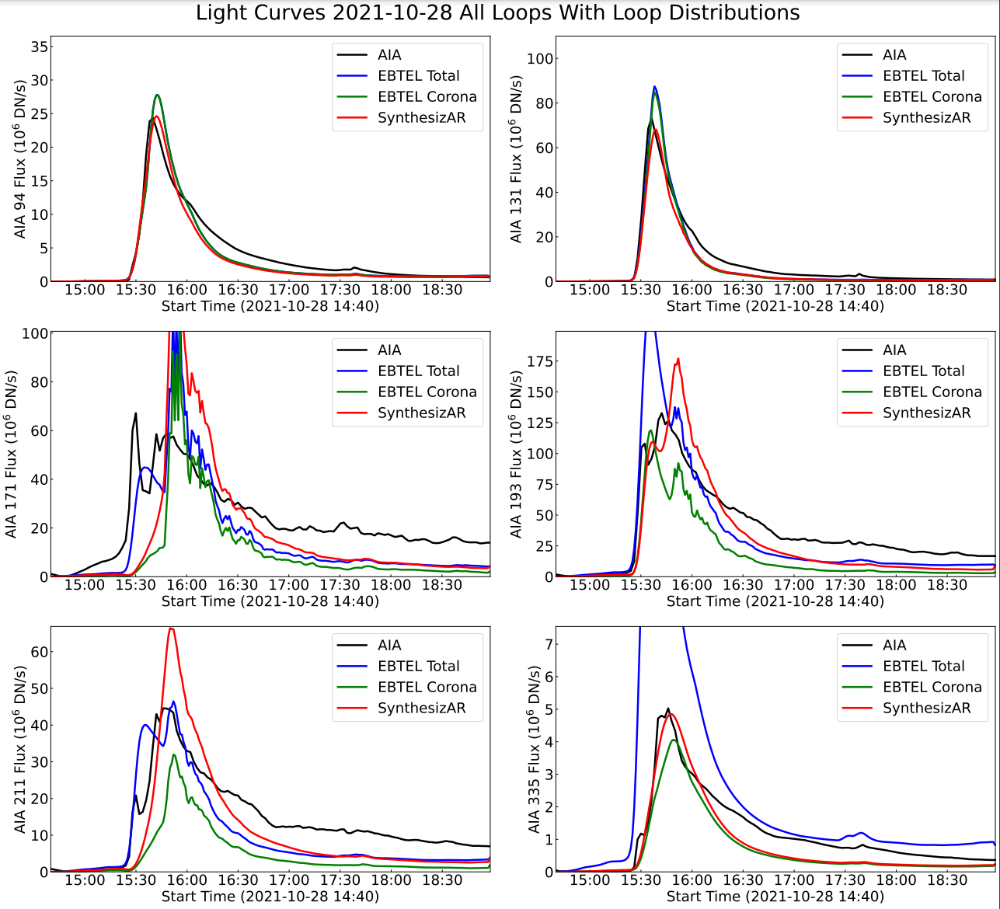 Light Curves 2021-10-28 All Loops With Loop Distributions
AIA 94 Flux (10⁶ DN/s)
35
30
25
20
15
10
5
0
AIA
EBTEL Total
EBTEL Corona
SynthesizAR
15:00 15:30 16:00 16:30 17:00 17:30 18:00 18:30
Start Time (2021-10-28 14:40)
AIA 131 Flux (10⁶ DN/s)
100
80
60
40
20
0
AIA
EBTEL Total
EBTEL Corona
SynthesizAR
15:00 15:30 16:00 16:30 17:00 17:30 18:00 18:30
Start Time (2021-10-28 14:40)
AIA 171 Flux (10⁶ DN/s)
100
80
60
40
20
0
AIA
EBTEL Total
EBTEL Corona
SynthesizAR
15:00 15:30 16:00 16:30 17:00 17:30 18:00 18:30
Start Time (2021-10-28 14:40)
AIA 193 Flux (10⁶ DN/s)
175
150
125
100
75
50
25
0
AIA
EBTEL Total
EBTEL Corona
SynthesizAR
15:00 15:30 16:00 16:30 17:00 17:30 18:00 18:30
Start Time (2021-10-28 14:40)
AIA 211 Flux (10⁶ DN/s)
60
50
40
30
20
10
0
AIA
EBTEL Total
EBTEL Corona
SynthesizAR
15:00 15:30 16:00 16:30 17:00 17:30 18:00 18:30
Start Time (2021-10-28 14:40)
AIA 335 Flux (10⁶ DN/s)
7
6
5
4
3
2
1
0
AIA
EBTEL Total
EBTEL Corona
SynthesizAR
15:00 15:30 16:00 16:30 17:00 17:30 18:00 18:30
Start Time (2021-10-28 14:40)